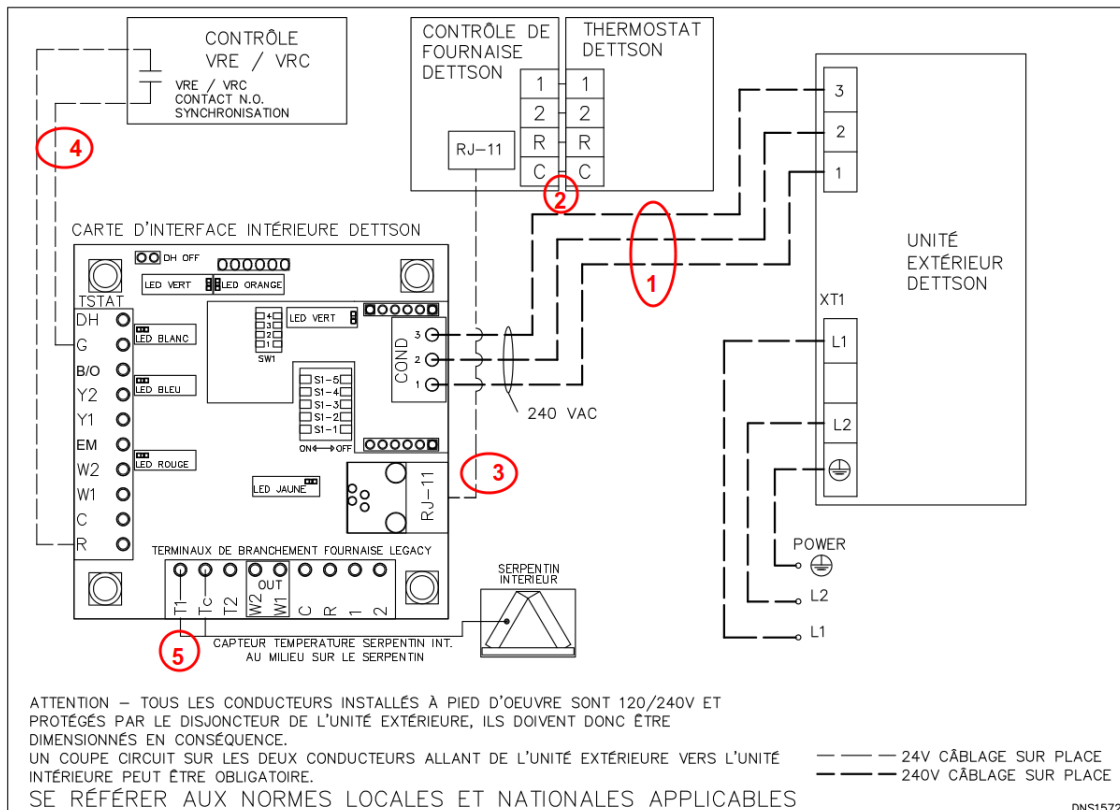 CONTRÔLE
VRE / VRC
VRE / VRC
CONTACT N.O.
SYNCHRONISATION
4
CONTRÔLE DE
FOURNAISE
DETTSON
RJ-11
1
2
R
C
THERMOSTAT
DETTSON
1
2
R
C
2
1
3
2
1
XT1
L1
L2
UNITÉ
EXTÉRIEUR
DETTSON
CARTE D'INTERFACE INTÉRIEURE DETTSON
DH OFF
LED VERT
LED ORANGE
TSTAT
DH
G
B/O
Y2
Y1
EM
W2
W1
C
R
LED BLANC
LED BLEU
LED ROUGE
LED VERT
4
3
2
1
SW1
S1-5
S1-4
S1-3
S1-2
S1-1
ON OFF
COND
3
2
1
240 VAC
LED JAUNE
RJ-11
3
TERMINAUX DE BRANCHEMENT FOURNAISE LEGACY
T1
Tc
T2
W2
OUT
W1
C
R
1
2
5
CAPTEUR TEMPERATURE SERPENTIN INT.
AU MILIEU SUR LE SERPENTIN
SERPENTIN
INTERIEUR
POWER
L2
L1
ATTENTION – TOUS LES CONDUCTEURS INSTALLÉS À PIED D'OEUVRE SONT 120/240V ET
PROTÉGÉS PAR LE DISJONCTEUR DE L'UNITÉ EXTÉRIEURE, ILS DOIVENT DONC ÊTRE
DIMENSIONNÉS EN CONSÉQUENCE.
UN COUPE CIRCUIT SUR LES DEUX CONDUCTEURS ALLANT DE L'UNITÉ EXTÉRIEURE VERS L'UNITÉ
INTÉRIEURE PEUT ÊTRE OBLIGATOIRE.
SE RÉFÉRER AUX NORMES LOCALES ET NATIONALES APPLICABLES
24V CÂBLAGE SUR PLACE
240V CÂBLAGE SUR PLACE